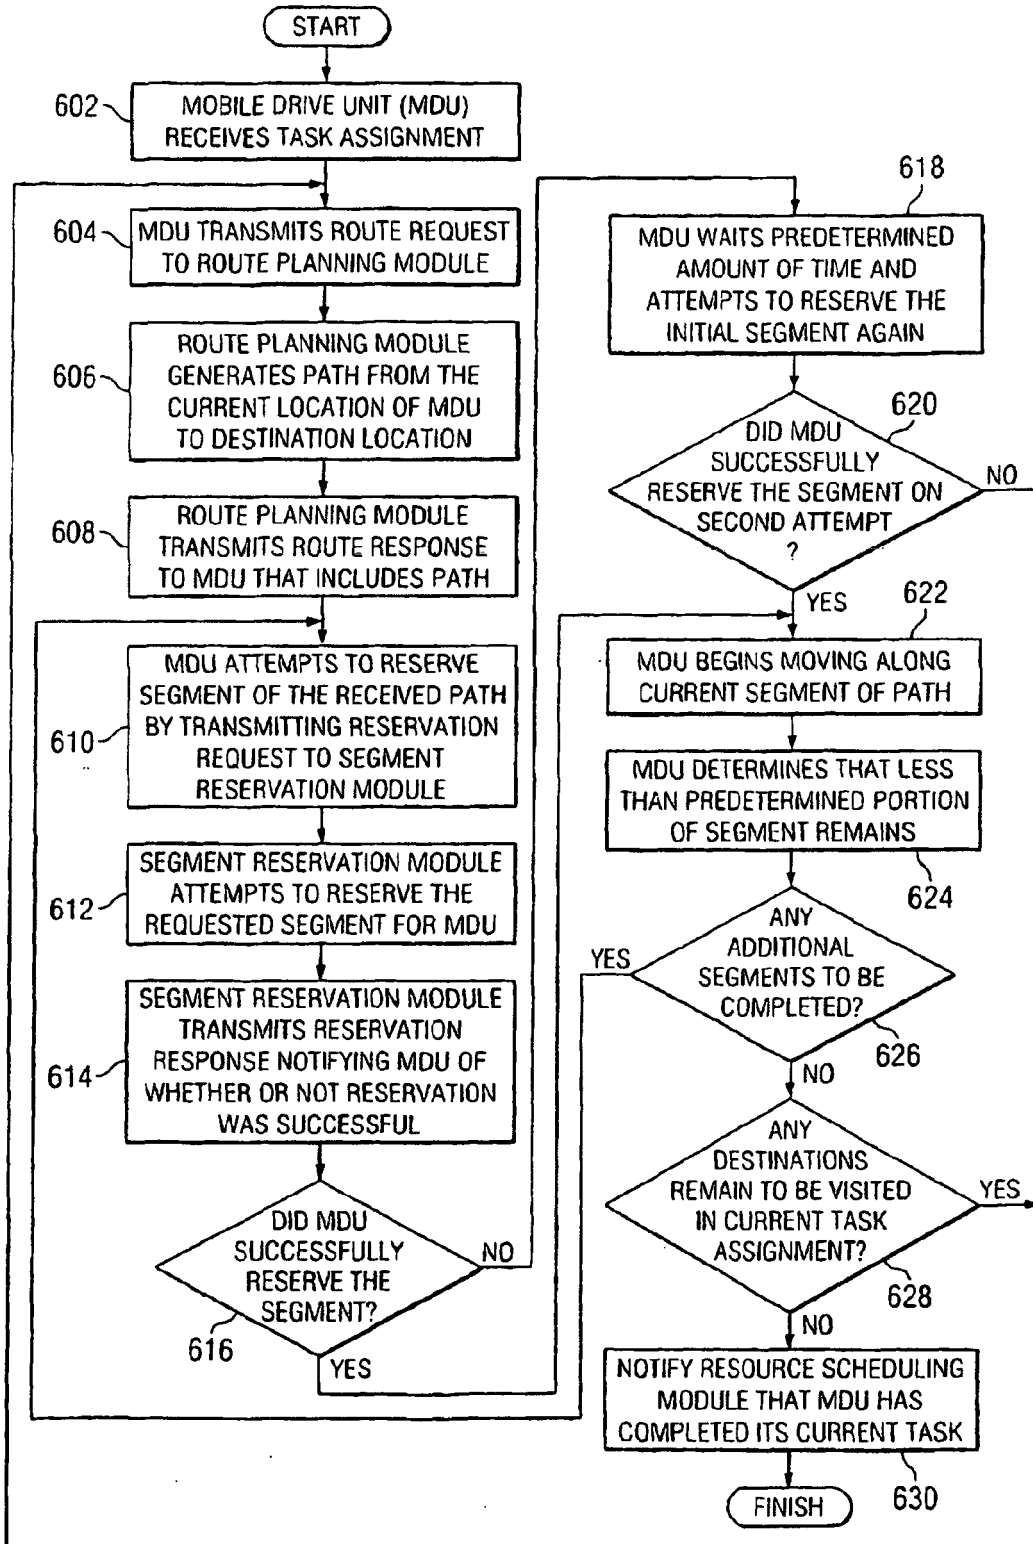 START
602
MOBILE DRIVE UNIT (MDU)
RECEIVES TASK ASSIGNMENT
604
MDU TRANSMITS ROUTE REQUEST
TO ROUTE PLANNING MODULE
606
ROUTE PLANNING MODULE
GENERATES PATH FROM THE
CURRENT LOCATION OF MDU
TO DESTINATION LOCATION
608
ROUTE PLANNING MODULE
TRANSMITS ROUTE RESPONSE
TO MDU THAT INCLUDES PATH
610
MDU ATTEMPTS TO RESERVE
SEGMENT OF THE RECEIVED PATH
BY TRANSMITTING RESERVATION
REQUEST TO SEGMENT
RESERVATION MODULE
612
SEGMENT RESERVATION MODULE
ATTEMPTS TO RESERVE THE
REQUESTED SEGMENT FOR MDU
614
SEGMENT RESERVATION MODULE
TRANSMITS RESERVATION
RESPONSE NOTIFYING MDU OF
WHETHER OR NOT RESERVATION
WAS SUCCESSFUL
DID MDU
SUCCESSFULLY
RESERVE THE
SEGMENT?
616
NO
YES
618
MDU WAITS PREDETERMINED
AMOUNT OF TIME AND
ATTEMPTS TO RESERVE THE
INITIAL SEGMENT AGAIN
620
DID MDU
SUCCESSFULLY
RESERVE THE SEGMENT ON
SECOND ATTEMPT
?
NO
YES
622
MDU BEGINS MOVING ALONG
CURRENT SEGMENT OF PATH
MDU DETERMINES THAT LESS
THAN PREDETERMINED PORTION
OF SEGMENT REMAINS
624
YES
ANY
ADDITIONAL
SEGMENTS TO BE
COMPLETED?
626
NO
ANY
DESTINATIONS
REMAIN TO BE VISITED
IN CURRENT TASK
ASSIGNMENT?
YES
628
NO
NOTIFY RESOURCE SCHEDULING
MODULE THAT MDU HAS
COMPLETED ITS CURRENT TASK
630
FINISH